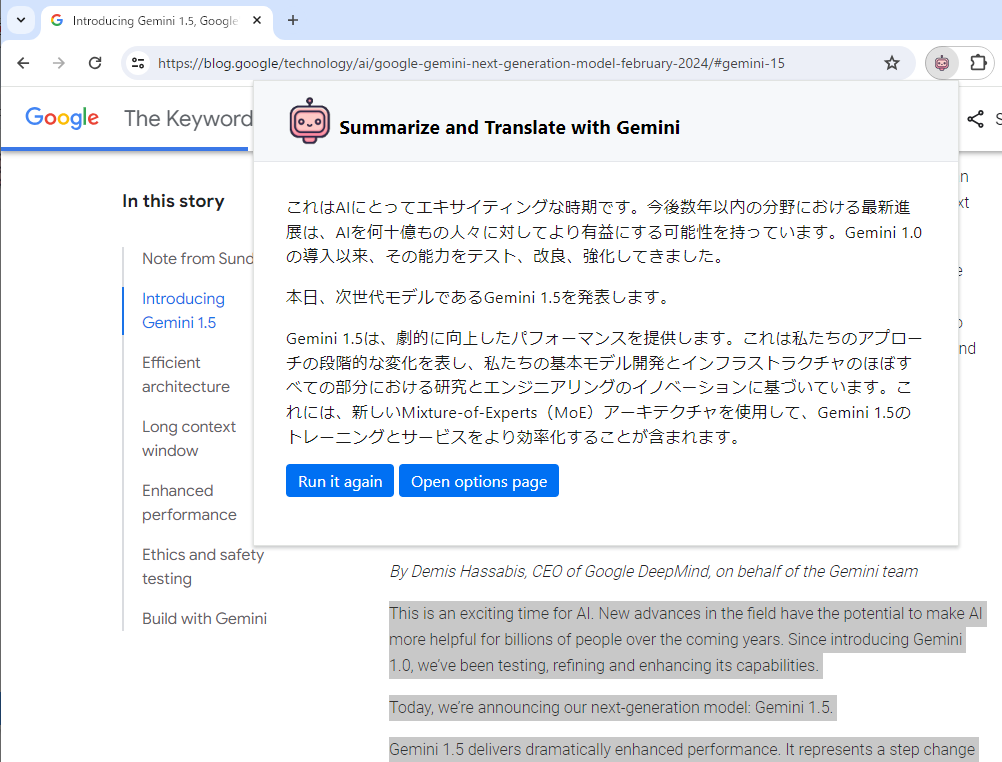 Introducing Gemini 1.5, Google
https://blog.google/technology/ai/google-gemini-next-generation-model-february-2024/#gemini-15
Google The Keyword
S
Summarize and Translate with Gemini
In this story
Note from Sund
Introducing
Gemini 1.5
Efficient
architecture
Long context
window
Enhanced
performance
Ethics and safety
testing
Build with Gemini
これはAIにとってエキサイティングな時期です。今後数年以内の分野における最新進
展は、AIを何十億もの人々に対してより有益にする可能性を持っています。Gemini 1.0
の導入以来、その能力をテスト、改良、強化してきました。
本日、次世代モデルであるGemini 1.5を発表します。
Gemini 1.5は、劇的に向上したパフォーマンスを提供します。これは私たちのアプロー
チの段階的な変化を表し、私たちの基本モデル開発とインフラストラクチャのほぼす
べての部分における研究とエンジニアリングのイノベーションに基づいています。こ
れには、新しいMixture-of-Experts（MoE）アーキテクチャを使用して、Gemini 1.5の
トレーニングとサービスをより効率化することが含まれます。
Run it again
Open options page
n
xt
e
nd
By Demis Hassabis, CEO of Google DeepMind, on behalf of the Gemini team
This is an exciting time for AI. New advances in the field have the potential to make AI
more helpful for billions of people over the coming years. Since introducing Gemini
1.0, we've been testing, refining and enhancing its capabilities.
Today, we're announcing our next-generation model: Gemini 1.5.
Gemini 1.5 delivers dramatically enhanced performance. It represents a step change